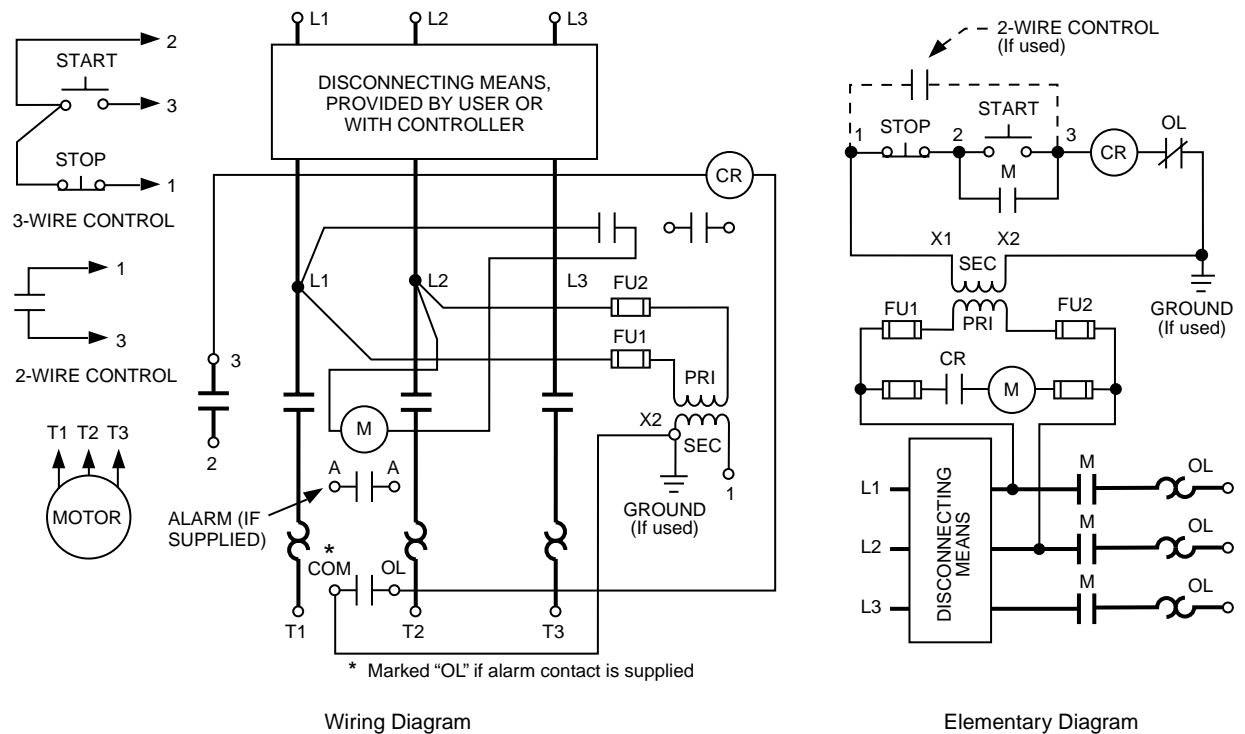 L1
L2
L3
2
START
3
STOP
1
3-WIRE CONTROL
1
3
2-WIRE CONTROL
T1 T2 T3
MOTOR
DISCONNECTING MEANS,
PROVIDED BY USER OR
WITH CONTROLLER
CR
L1
L2
L3
FU2
FU1
PRI
X2
SEC
1
GROUND
(If used)
3
2
M
A
A
ALARM (IF
SUPPLIED)
*
COM
OL
T1
T2
T3
* Marked “OL” if alarm contact is supplied
Wiring Diagram
2-WIRE CONTROL
(If used)
START
OL
1
STOP
2
3
CR
M
X1
X2
SEC
GROUND
(If used)
FU1
PRI
FU2
CR
M
DISCONNECTING
MEANS
L1
M
OL
L2
M
OL
L3
M
OL
Elementary Diagram